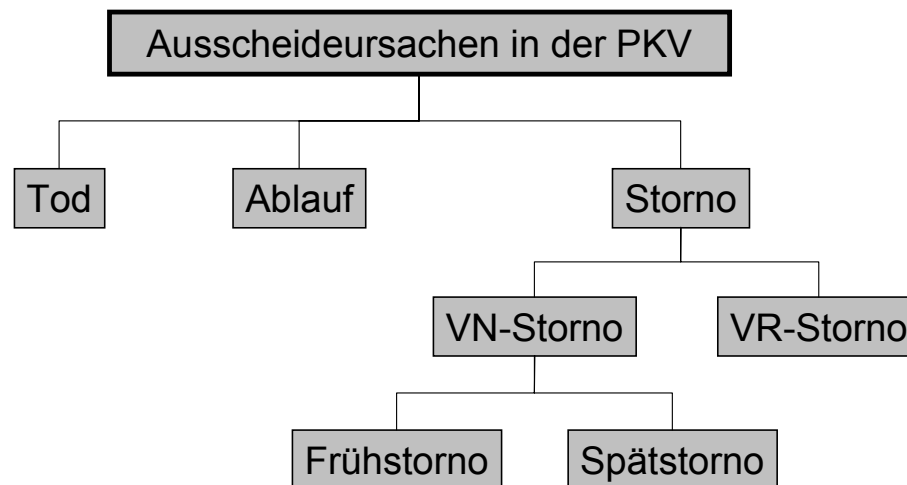 Ausscheideursachen in der PKV
Tod
Ablauf
Storno
VN-Storno
VR-Storno
Frühstorno
Spätstorno